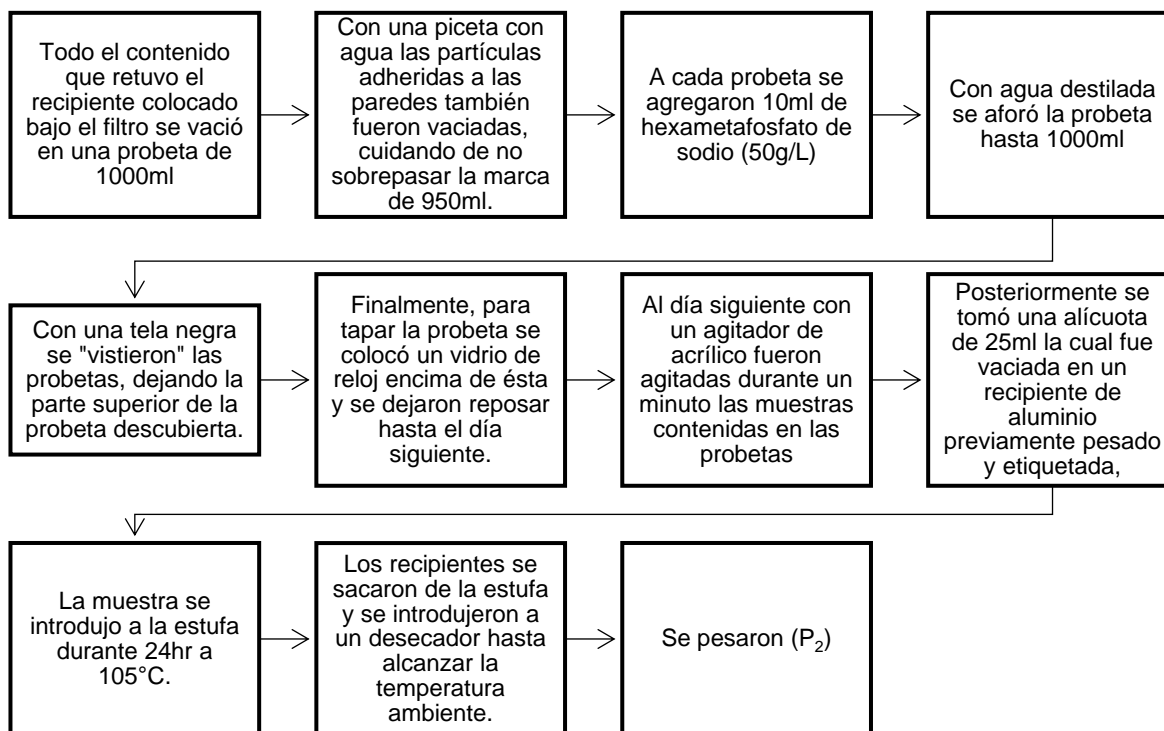 Todo el contenido
que retuvo el
recipiente colocado
bajo el filtro se vació
en una probeta de
1000ml
Con una piceta con
agua las partículas
adheridas a las
paredes también
fueron vaciadas,
cuidando de no
sobrepasar la marca
de 950ml.
A cada probeta se
agregaron 10ml de
hexametafosfato de
sodio (50g/L)
Con agua destilada
se aforó la probeta
hasta 1000ml
Con una tela negra
se "vistieron" las
probetas, dejando la
parte superior de la
probeta descubierta.
Finalmente, para
tapar la probeta se
colocó un vidrio de
reloj encima de ésta
y se dejaron reposar
hasta el día
siguiente.
Al día siguiente con
un agitador de
acrílico fueron
agitadas durante un
minuto las muestras
contenidas en las
probetas
Posteriormente se
tomó una alícuota
de 25ml la cual fue
vaciada en un
recipiente de
aluminio
previamente pesado
y etiquetada,
La muestra se
introdujo a la estufa
durante 24hr a
105°C.
Los recipientes se
sacaron de la estufa
y se introdujeron a
un desecador hasta
alcanzar la
temperatura
ambiente.
Se pesaron (P₂)